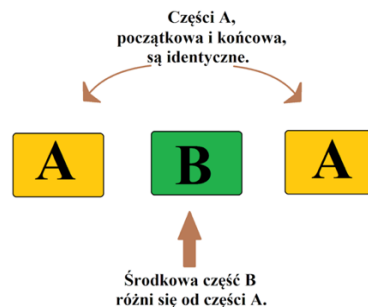 Części A,
początkowa i końcowa,
są identyczne.
A B A
Środkowa część B
różni się od części A.